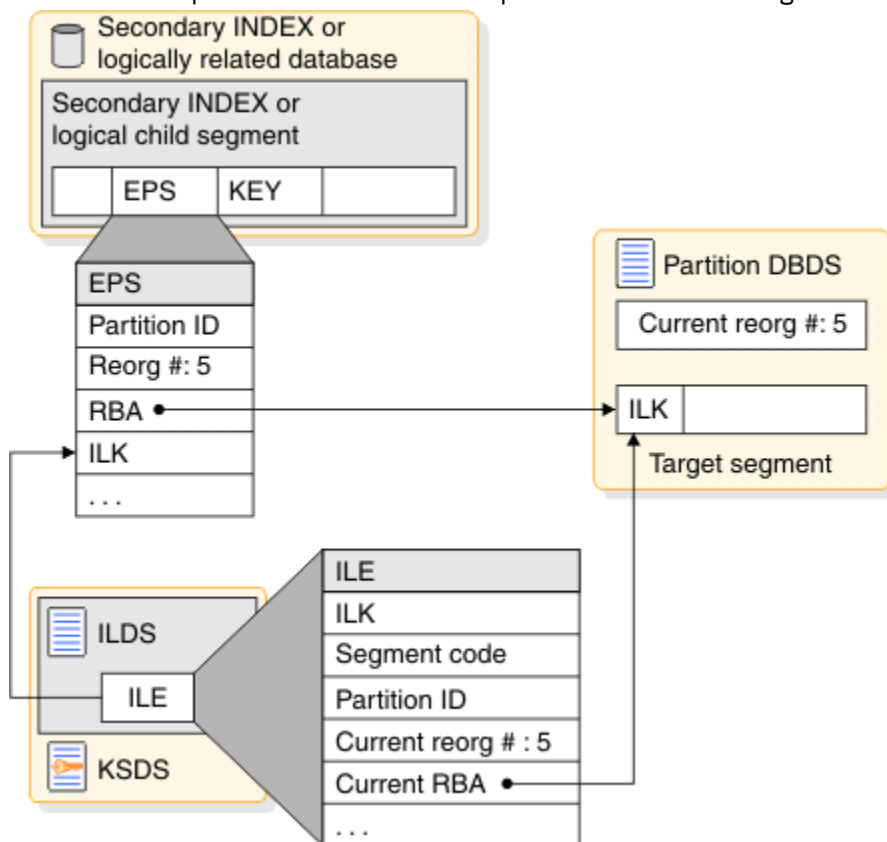 Secondary INDEX or
logically related database
Secondary INDEX or
logical child segment
EPS KEY
EPS
Partition ID
Reorg #: 5
RBA
ILK
. . .
Partition DBDS
Current reorg #: 5
ILK
Target segment
ILDS
ILE
KSDS
ILE
ILK
Segment code
Partition ID
Current reorg # : 5
Current RBA
. . .